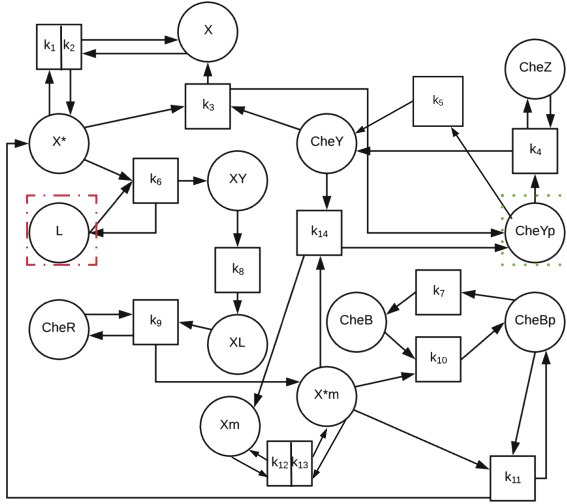 X
k₁ k₂
CheZ
k₃
k₅
X*
CheY
k₄
k₆
XY
L
k₁₄
CheYp
k₈
k₇
CheR
k₉
XL
CheB
CheBp
k₁₀
X*m
Xm
k₁₂ k₁₃
k₁₁